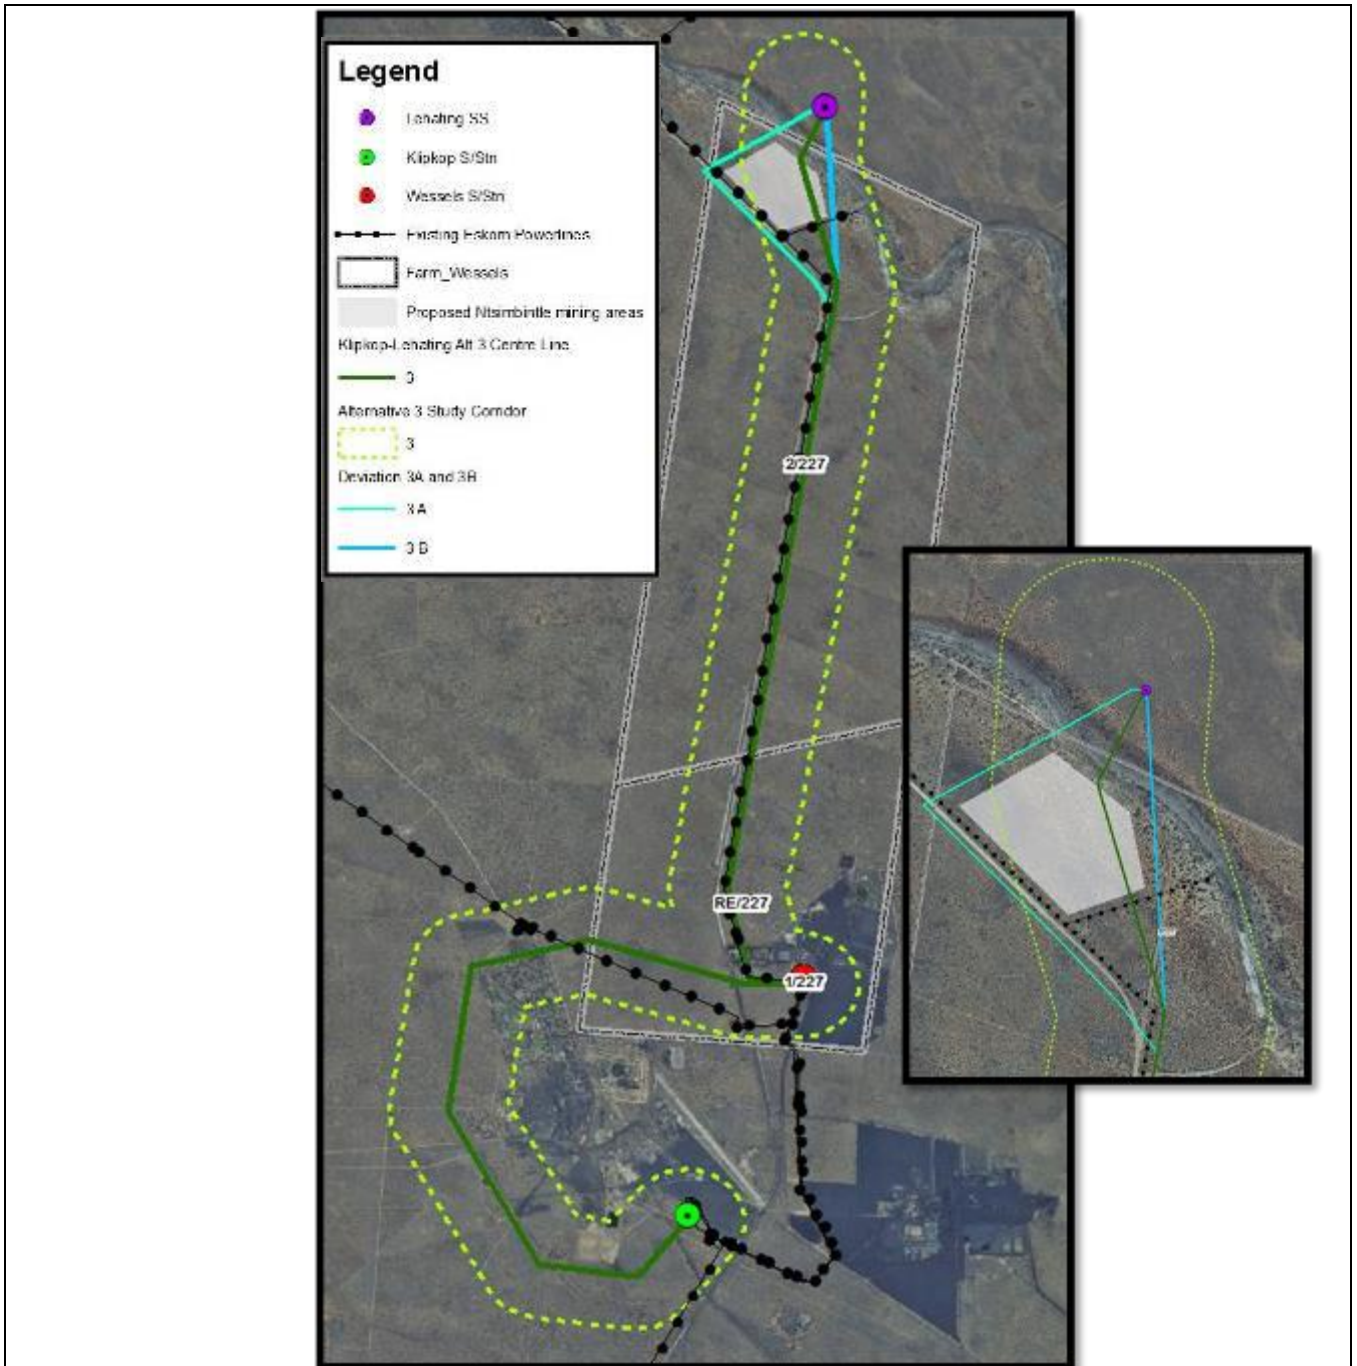 Legend
Lehating SS
Klipkop S/Stn
Wessels S/Stn
Existing Eskom Powerlines
Farm_Wessels
Proposed Ntsimbintle mining areas
Klipkop-Lehating Alt 3 Centre Line
3
Alternative 3 Study Corridor
3
Deviation 3A and 3B
3A
3B
2/227
RE/227
1/227